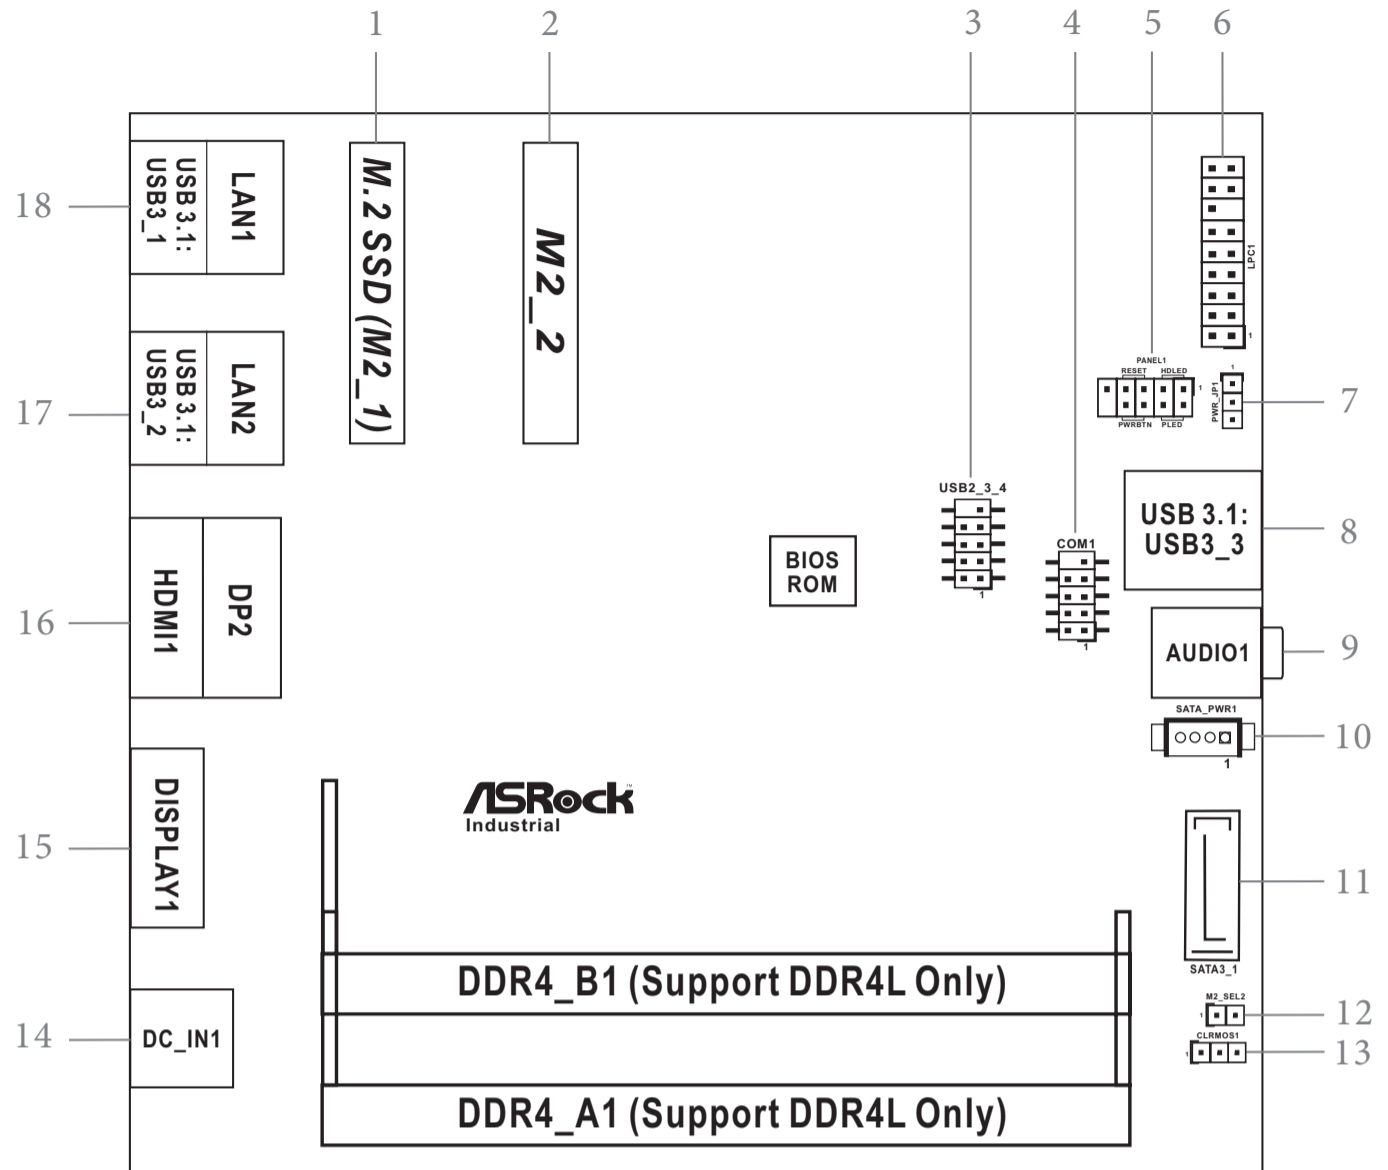 1
2
3
4
5
6
18
USB 3.1:
USB3_1
LAN1
M.2 SSD (M2_1)
M2_2
LPC1
1
17
USB 3.1:
USB3_2
LAN2
PANEL1
RESET HDLED
1
PWRBTN PLED
1
PWR_JP1
7
USB2_3_4
1
COM1
1
USB 3.1:
USB3_3
8
BIOS
ROM
16
HDMI1
DP2
AUDIO1
9
SATA_PWR1
1
10
15
DISPLAY1
ASRock
Industrial
SATA3_1
11
DDR4_B1 (Support DDR4L Only)
M2_SEL2
1
12
14
DC_IN1
CLRMOS1
1
13
DDR4_A1 (Support DDR4L Only)